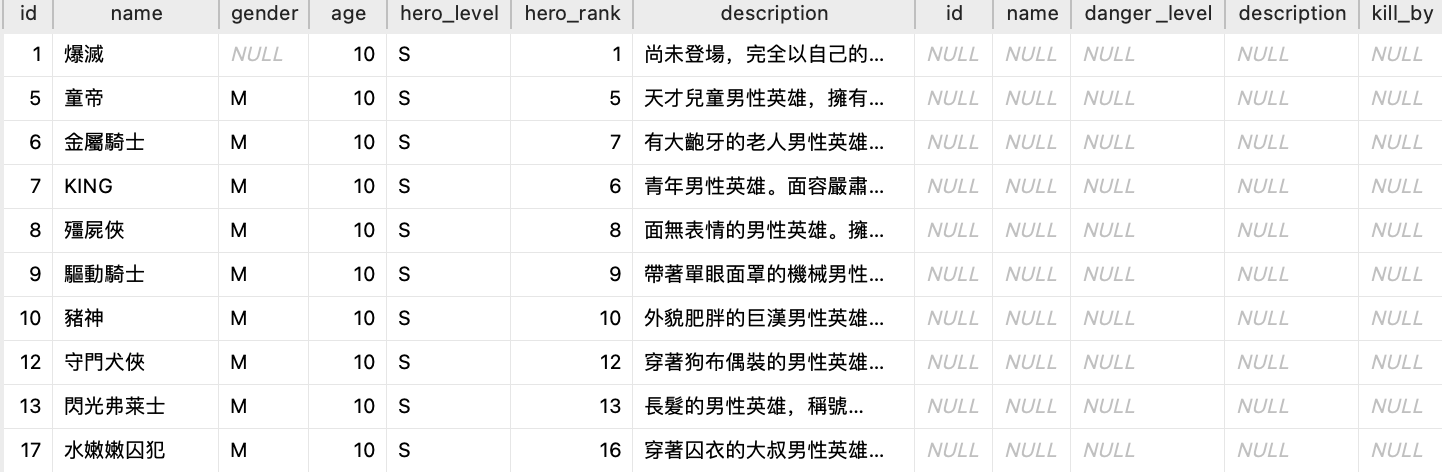 id name gender age hero_level hero_rank description id name danger_level description kill_by
1 爆滅 NULL 10 S 1 尚未登場，完全以自己的... NULL NULL NULL NULL NULL
5 童帝 M 10 S 5 天才兒童男性英雄，擁有... NULL NULL NULL NULL NULL
6 金屬騎士 M 10 S 7 有大齙牙的老人男性英雄... NULL NULL NULL NULL NULL
7 KING M 10 S 6 青年男性英雄。面容嚴肅... NULL NULL NULL NULL NULL
8 殭屍俠 M 10 S 8 面無表情的男性英雄。擁... NULL NULL NULL NULL NULL
9 驅動騎士 M 10 S 9 帶著單眼面罩的機械男性... NULL NULL NULL NULL NULL
10 豬神 M 10 S 10 外貌肥胖的巨漢男性英雄... NULL NULL NULL NULL NULL
12 守門犬俠 M 10 S 12 穿著狗布偶裝的男性英雄... NULL NULL NULL NULL NULL
13 閃光弗萊士 M 10 S 13 長髮的男性英雄，稱號... NULL NULL NULL NULL NULL
17 水嫩嫩囚犯 M 10 S 16 穿著囚衣的大叔男性英雄... NULL NULL NULL NULL NULL